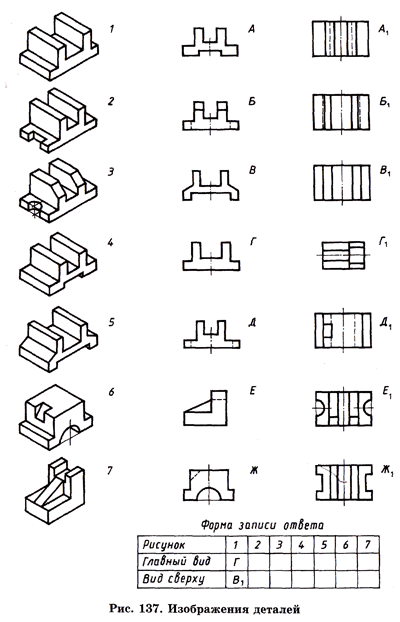 1 А А₁
2 Б Б₁
3 В В₁
4 Г Г₁
5 Д Д₁
6 Е Е₁
7 Ж Ж₁
Форма записи ответа
Рисунок 1 2 3 4 5 6 7
Главный вид Г
Вид сверху В₁
Рис. 137. Изображения деталей